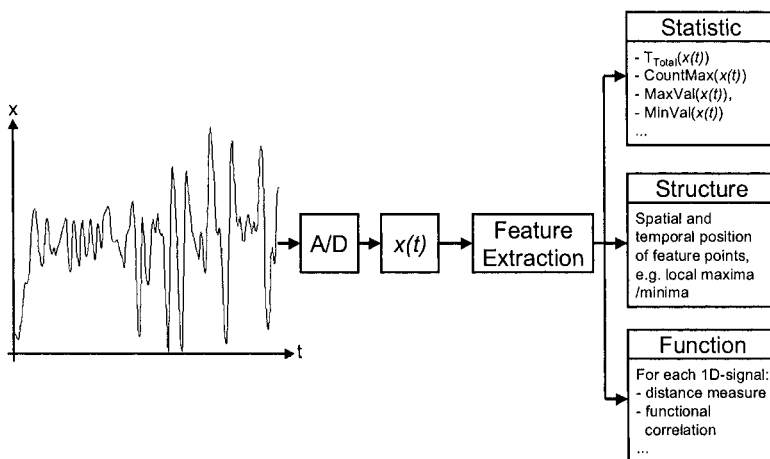 x
t
A/D
x(t)
Feature
Extraction
Statistic
- T_Total(x(t))
- CountMax(x(t))
- MaxVal(x(t)),
- MinVal(x(t))
...
Structure
Spatial and
temporal position
of feature points,
e.g. local maxima
/minima
Function
For each 1D-signal:
- distance measure
- functional
correlation
...